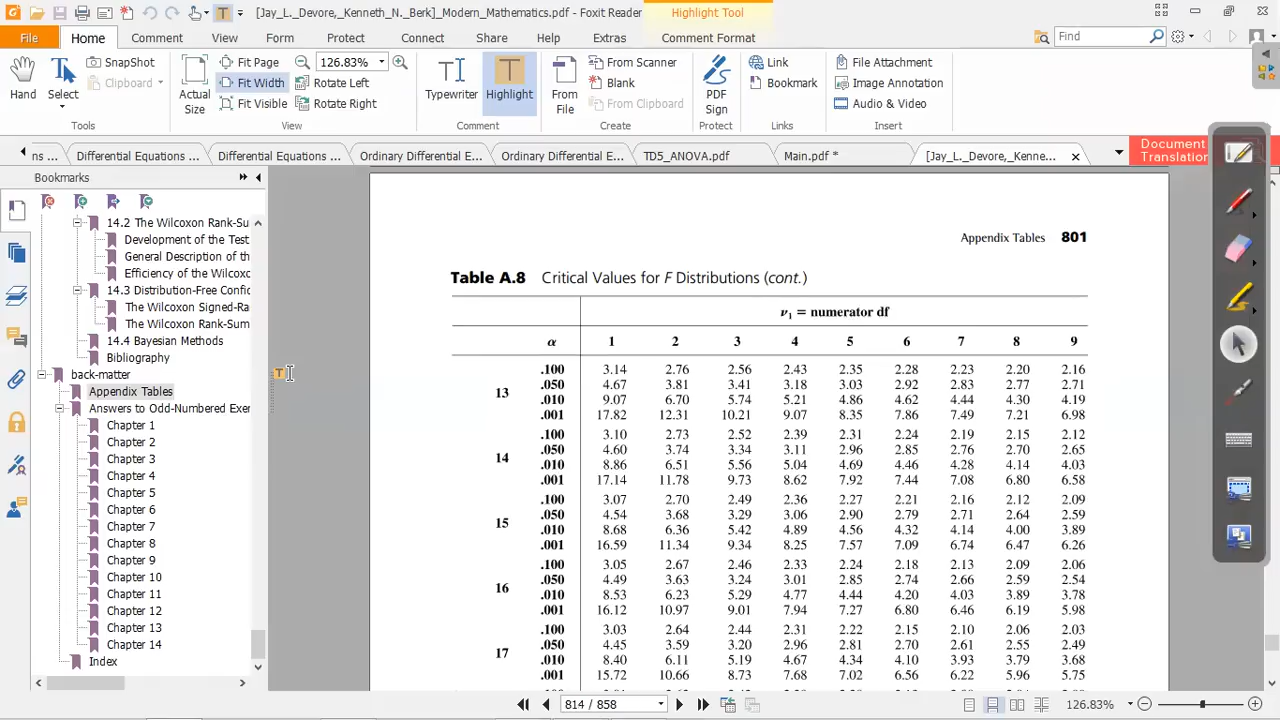 [Jay_L._Devore,_Kenneth_N._Berk]_Modern_Mathematics.pdf - Foxit Reader
Highlight Tool
File Home Comment View Form Protect Connect Share Help Extras Comment Format
Find
SnapShot
Clipboard
Hand
Select
Tools
Actual Size
Fit Page
Fit Width
Fit Visible
126.83%
Rotate Left
Rotate Right
View
Typewriter
Highlight
Comment
From File
From Scanner
Blank
From Clipboard
Create
PDF Sign
Protect
Link
Bookmark
Links
File Attachment
Image Annotation
Audio & Video
Insert
ns ... Differential Equations ... Differential Equations ... Ordinary Differential E... Ordinary Differential E... TD5_ANOVA.pdf Main.pdf * [Jay_L._Devore,_Kenne...
Document Translation
Bookmarks
14.2 The Wilcoxon Rank-Su
Development of the Test
General Description of the
Efficiency of the Wilcoxo
14.3 Distribution-Free Confic
The Wilcoxon Signed-Ra
The Wilcoxon Rank-Sum
14.4 Bayesian Methods
Bibliography
back-matter
Appendix Tables
Answers to Odd-Numbered Exer
Chapter 1
Chapter 2
Chapter 3
Chapter 4
Chapter 5
Chapter 6
Chapter 7
Chapter 8
Chapter 9
Chapter 10
Chapter 11
Chapter 12
Chapter 13
Chapter 14
Index
Appendix Tables 801
Table A.8 Critical Values for F Distributions (cont.)
ν₁ = numerator df
α 1 2 3 4 5 6 7 8 9
13
.100 3.14 2.76 2.56 2.43 2.35 2.28 2.23 2.20 2.16
.050 4.67 3.81 3.41 3.18 3.03 2.92 2.83 2.77 2.71
.010 9.07 6.70 5.74 5.21 4.86 4.62 4.44 4.30 4.19
.001 17.82 12.31 10.21 9.07 8.35 7.86 7.49 7.21 6.98
14
.100 3.10 2.73 2.52 2.39 2.31 2.24 2.19 2.15 2.12
.050 4.60 3.74 3.34 3.11 2.96 2.85 2.76 2.70 2.65
.010 8.86 6.51 5.56 5.04 4.69 4.46 4.28 4.14 4.03
.001 17.14 11.78 9.73 8.62 7.92 7.44 7.08 6.80 6.58
15
.100 3.07 2.70 2.49 2.36 2.27 2.21 2.16 2.12 2.09
.050 4.54 3.68 3.29 3.06 2.90 2.79 2.71 2.64 2.59
.010 8.68 6.36 5.42 4.89 4.56 4.32 4.14 4.00 3.89
.001 16.59 11.34 9.34 8.25 7.57 7.09 6.74 6.47 6.26
16
.100 3.05 2.67 2.46 2.33 2.24 2.18 2.13 2.09 2.06
.050 4.49 3.63 3.24 3.01 2.85 2.74 2.66 2.59 2.54
.010 8.53 6.23 5.29 4.77 4.44 4.20 4.03 3.89 3.78
.001 16.12 10.97 9.01 7.94 7.27 6.80 6.46 6.19 5.98
17
.100 3.03 2.64 2.44 2.31 2.22 2.15 2.10 2.06 2.03
.050 4.45 3.59 3.20 2.96 2.81 2.70 2.61 2.55 2.49
.010 8.40 6.11 5.19 4.67 4.34 4.10 3.93 3.79 3.68
.001 15.72 10.66 8.73 7.68 7.02 6.56 6.22 5.96 5.75
814 / 858
126.83%